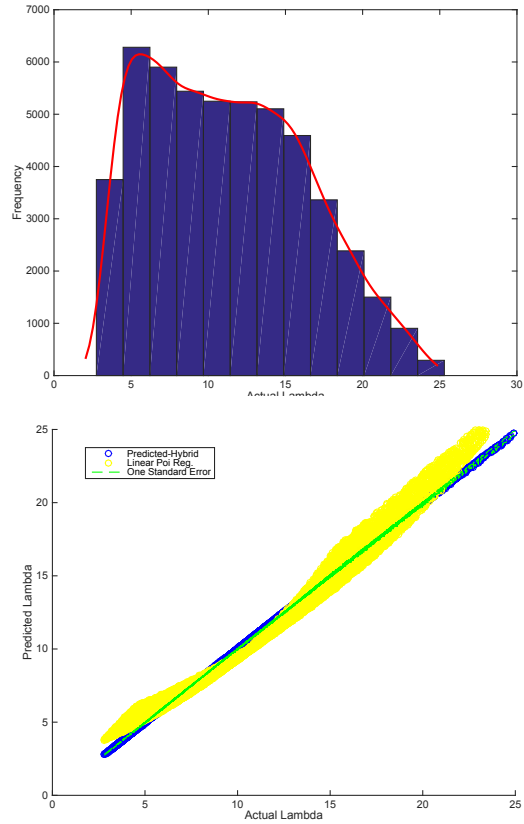 7000
6000
5000
4000
3000
2000
1000
0
Frequency
0 5 10 15 20 25 30
Actual Lambda
25
20
15
10
5
0
Predicted Lambda
Predicted-Hybrid
Linear Poi Reg.
One Standard Error
0 5 10 15 20 25
Actual Lambda